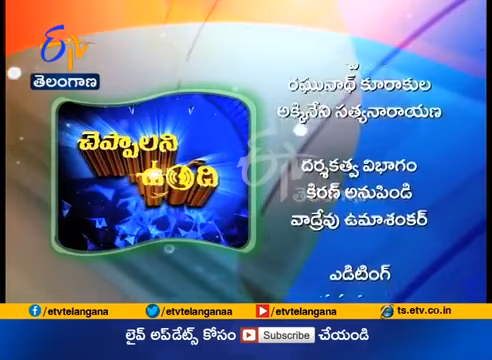 ETV
తెలంగాణ
చెప్పాలని
ఉంది
రఘునాథ్ కూరాకుల
అక్కినేని సత్యనారాయణ
దర్శకత్వ విభాగం
కిరణ్ అనుపిండి
వాడ్రేవు ఉమాశంకర్
ఎడిటింగ్
/etvtelangana
/etvtelanganaa
/etvtelangana
ts.etv.co.in
లైవ్ అప్‌డేట్స్ కోసం Subscribe చేయండి